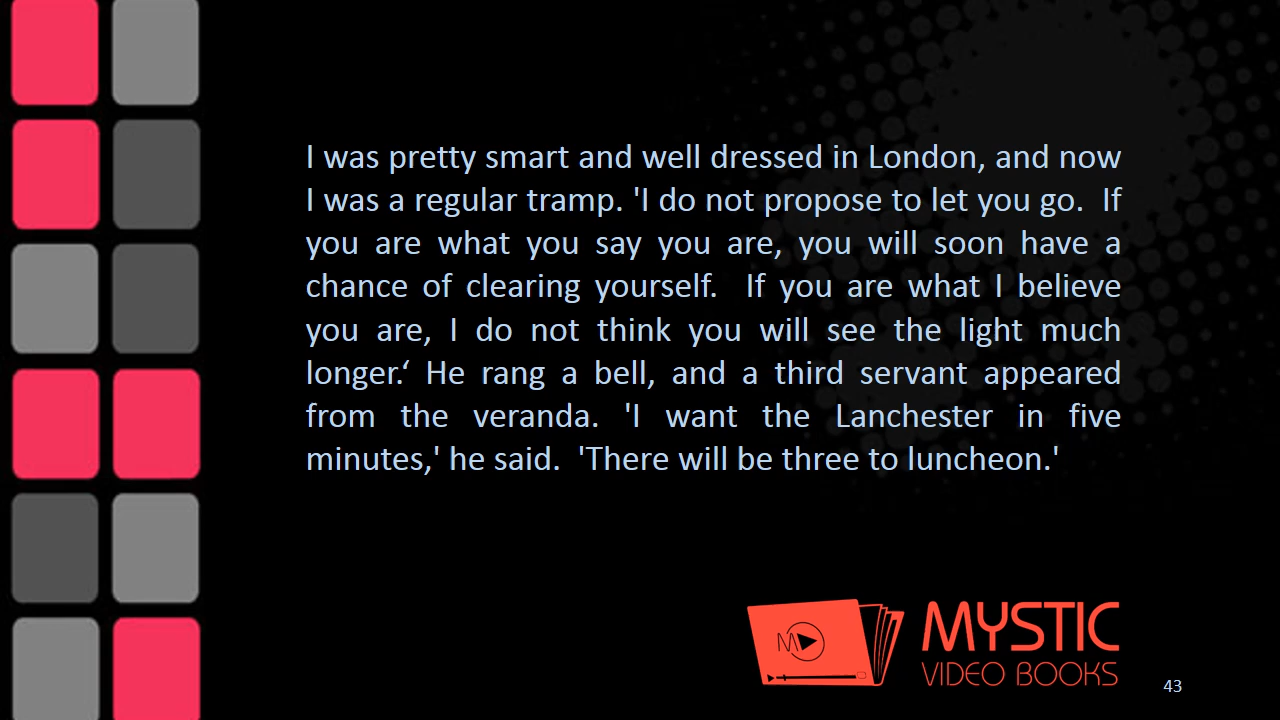 I was pretty smart and well dressed in London, and now
I was a regular tramp. 'I do not propose to let you go.  If
you are what you say you are, you will soon have a
chance of clearing yourself.  If you are what I believe
you are, I do not think you will see the light much
longer.‘ He rang a bell, and a third servant appeared
from the veranda. 'I want the Lanchester in five
minutes,' he said.  'There will be three to luncheon.'
M
MYSTIC
VIDEO BOOKS
43